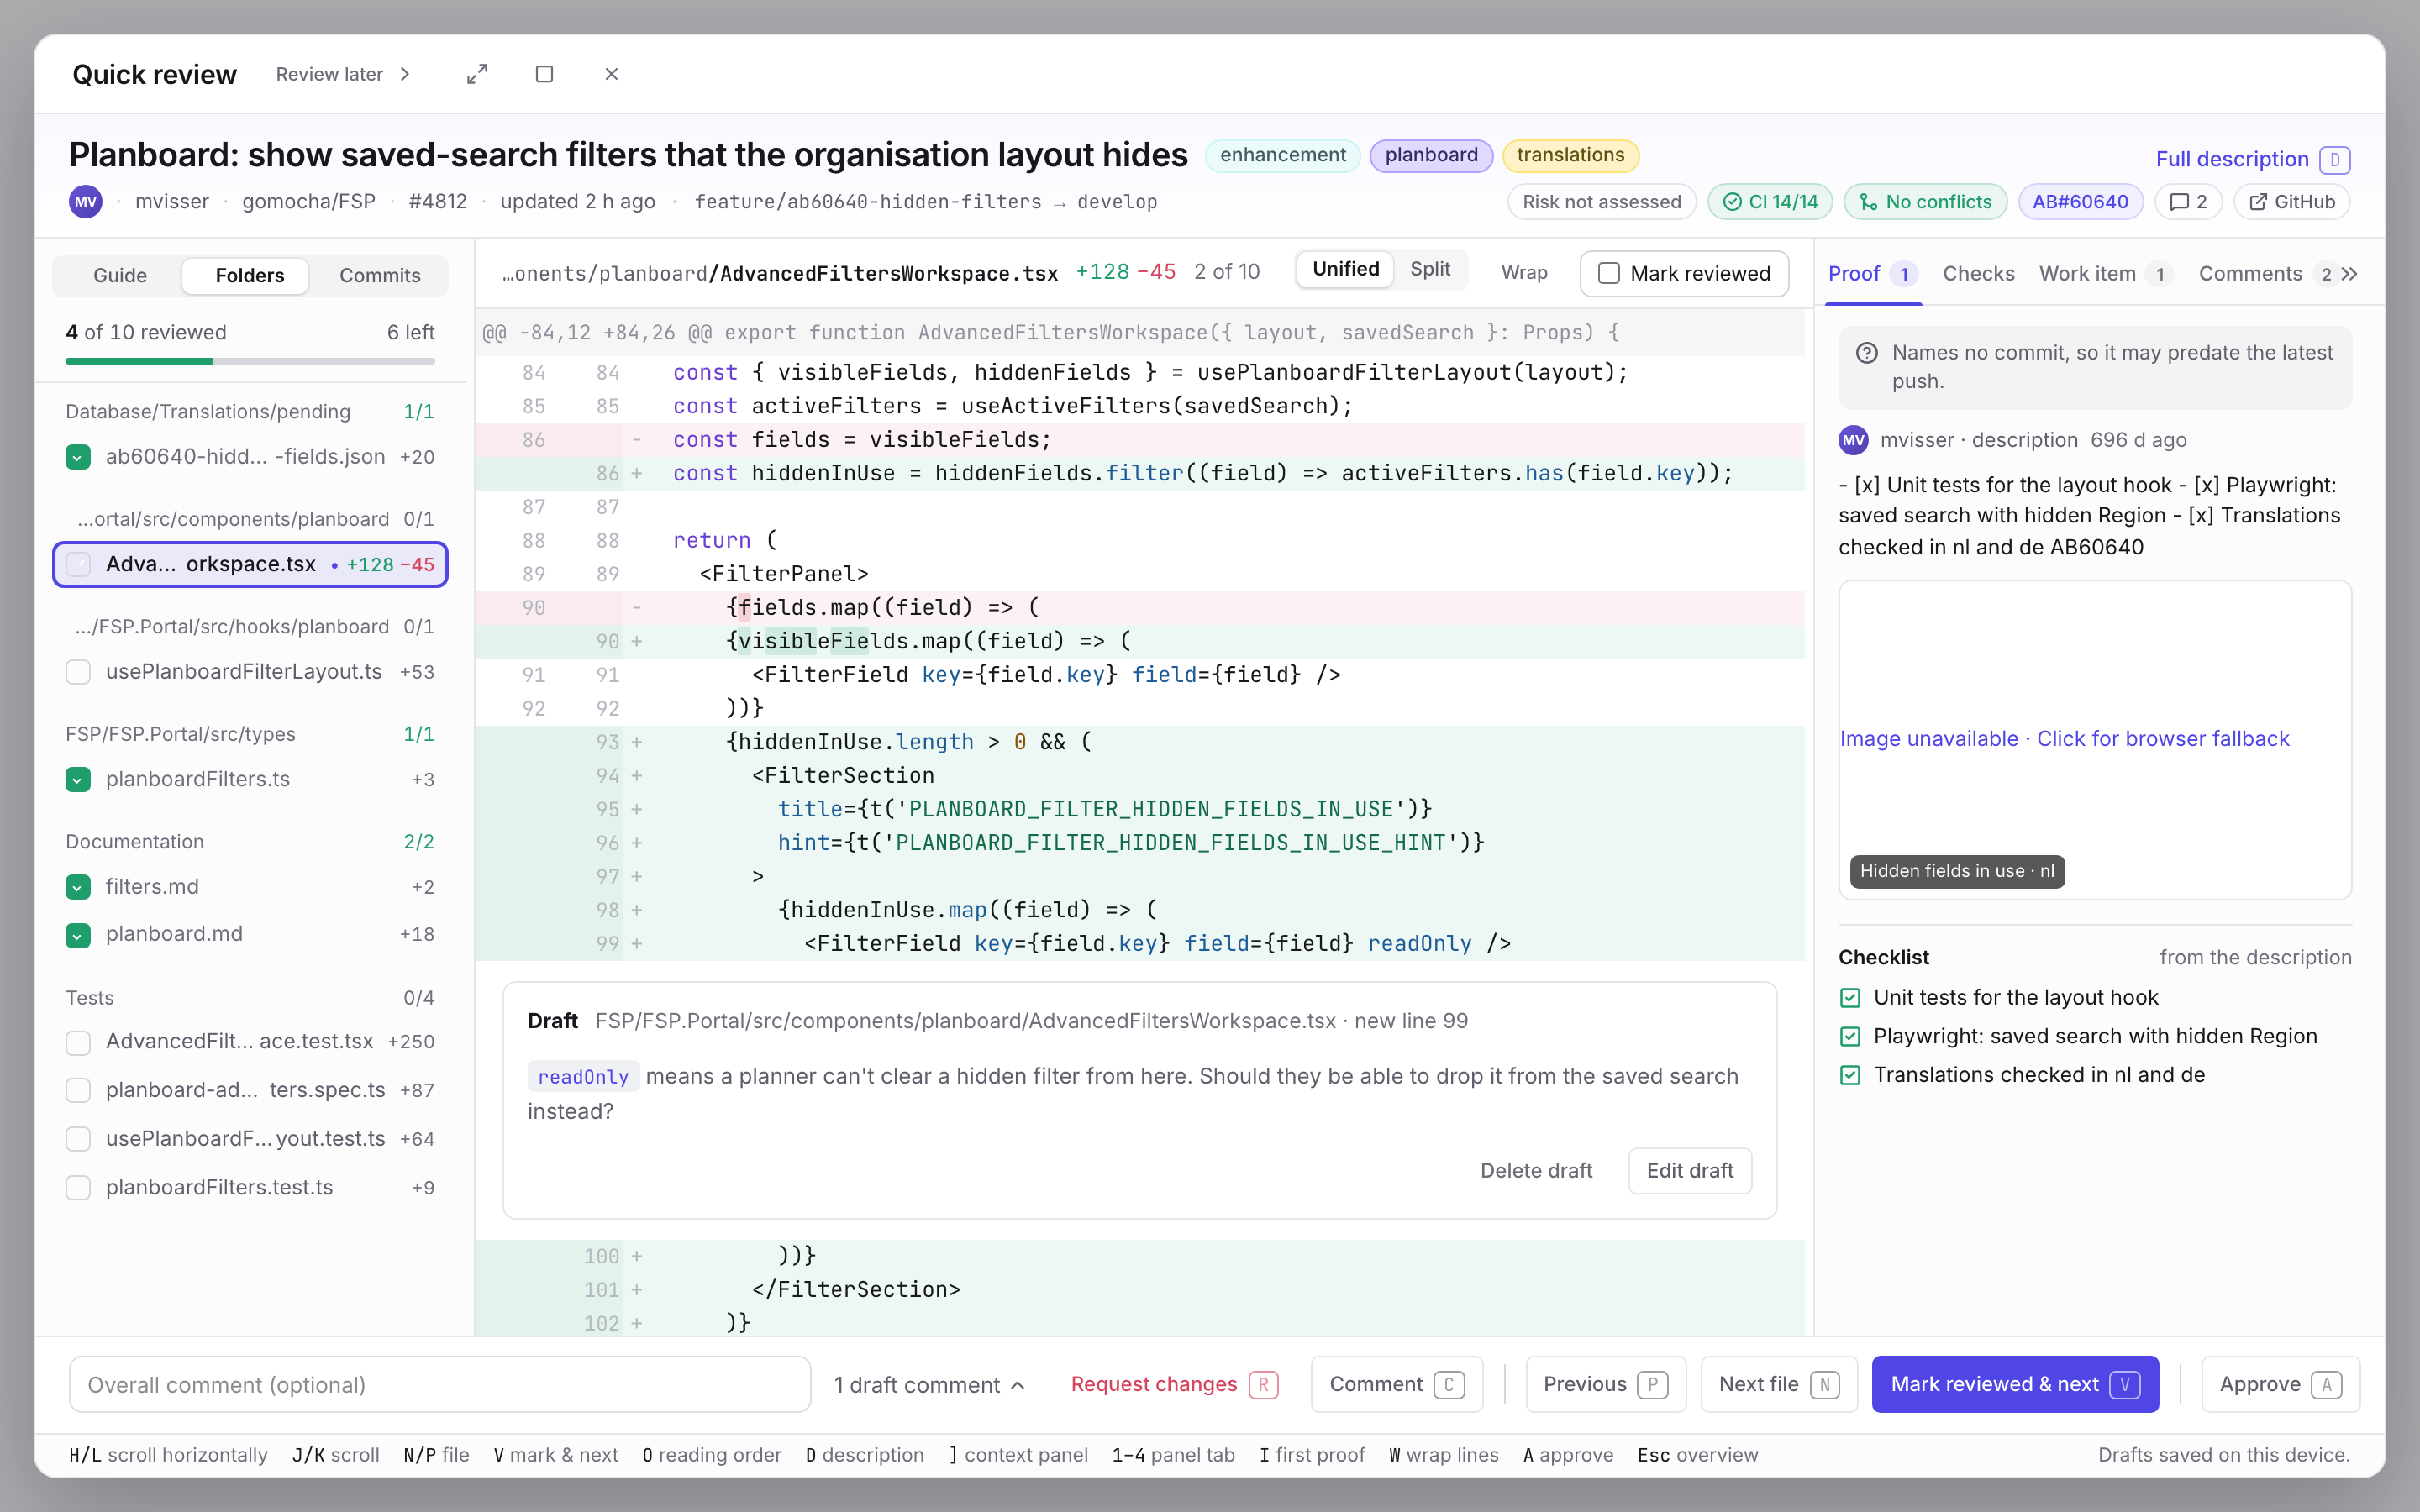 Quick review
Review later
Planboard: show saved-search filters that the organisation layout hides
enhancement
planboard
translations
Full description D
MV · mvisser · gomocha/FSP · #4812 · updated 2 h ago · feature/ab60640-hidden-filters → develop
Risk not assessed
CI 14/14
No conflicts
AB#60640
2
GitHub
Guide Folders Commits
4 of 10 reviewed 6 left
Database/Translations/pending 1/1
ab60640-hidd... -fields.json +20
...ortal/src/components/planboard 0/1
Adva... orkspace.tsx • +128 −45
.../FSP.Portal/src/hooks/planboard 0/1
usePlanboardFilterLayout.ts +53
FSP/FSP.Portal/src/types 1/1
planboardFilters.ts +3
Documentation 2/2
filters.md +2
planboard.md +18
Tests 0/4
AdvancedFilt... ace.test.tsx +250
planboard-ad... ters.spec.ts +87
usePlanboardF... yout.test.ts +64
planboardFilters.test.ts +9
…onents/planboard/AdvancedFiltersWorkspace.tsx +128 −45 2 of 10
Unified Split
Wrap
Mark reviewed
@@ -84,12 +84,26 @@ export function AdvancedFiltersWorkspace({ layout, savedSearch }: Props) {
84 84 const { visibleFields, hiddenFields } = usePlanboardFilterLayout(layout);
85 85 const activeFilters = useActiveFilters(savedSearch);
86 - const fields = visibleFields;
86 + const hiddenInUse = hiddenFields.filter((field) => activeFilters.has(field.key));
87 87
88 88 return (
89 89 <FilterPanel>
90 - {fields.map((field) => (
90 + {visibleFields.map((field) => (
91 91 <FilterField key={field.key} field={field} />
92 92 ))}
93 + {hiddenInUse.length > 0 && (
94 + <FilterSection
95 + title={t('PLANBOARD_FILTER_HIDDEN_FIELDS_IN_USE')}
96 + hint={t('PLANBOARD_FILTER_HIDDEN_FIELDS_IN_USE_HINT')}
97 + >
98 + {hiddenInUse.map((field) => (
99 + <FilterField key={field.key} field={field} readOnly />
Draft FSP/FSP.Portal/src/components/planboard/AdvancedFiltersWorkspace.tsx · new line 99
readOnly means a planner can't clear a hidden filter from here. Should they be able to drop it from the saved search
instead?
Delete draft
Edit draft
100 + ))}
101 + </FilterSection>
102 + )}
Proof 1 Checks Work item 1 Comments 2
Names no commit, so it may predate the latest
push.
MV mvisser · description 696 d ago
- [x] Unit tests for the layout hook - [x] Playwright:
saved search with hidden Region - [x] Translations
checked in nl and de AB60640
Image unavailable · Click for browser fallback
Hidden fields in use · nl
Checklist from the description
Unit tests for the layout hook
Playwright: saved search with hidden Region
Translations checked in nl and de
Overall comment (optional)
1 draft comment
Request changes R
Comment C
Previous P
Next file N
Mark reviewed & next V
Approve A
H/L scroll horizontally J/K scroll N/P file V mark & next O reading order D description ] context panel 1–4 panel tab I first proof W wrap lines A approve Esc overview
Drafts saved on this device.